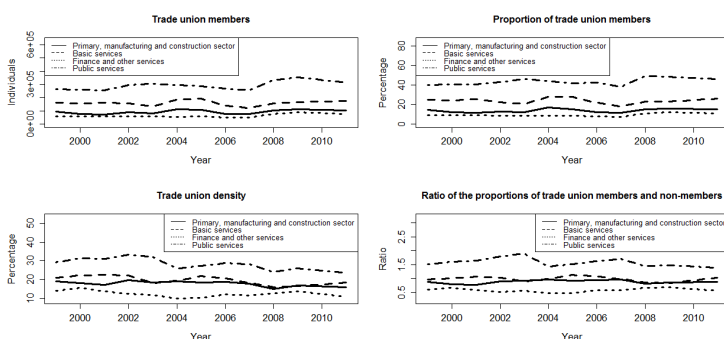 Trade union members
Individuals
0e+00
3e+05
6e+05
Primary, manufacturing and construction sector
Basic services
Finance and other services
Public services
2000
2002
2004
2006
2008
2010
Year
Proportion of trade union members
Percentage
0
20
40
60
80
Primary, manufacturing and construction sector
Basic services
Finance and other services
Public services
2000
2002
2004
2006
2008
2010
Year
Trade union density
Percentage
10
20
30
40
50
Primary, manufacturing and construction sector
Basic services
Finance and other services
Public services
2000
2002
2004
2006
2008
2010
Year
Ratio of the proportions of trade union members and non-members
Ratio
0.5
1.5
2.5
Primary, manufacturing and construction sector
Basic services
Finance and other services
Public services
2000
2002
2004
2006
2008
2010
Year